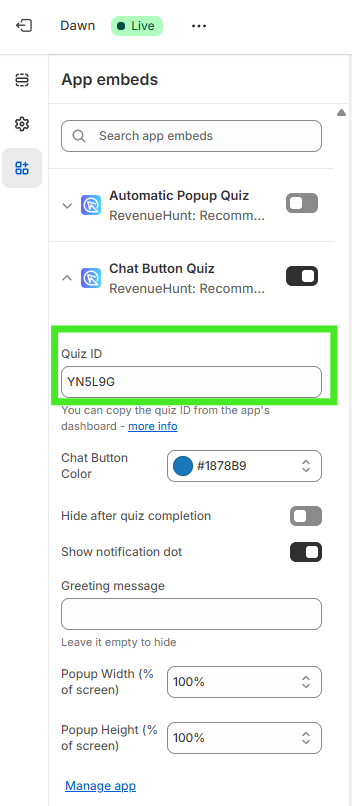 Dawn
Live
App embeds
Search app embeds
Automatic Popup Quiz
RevenueHunt: Recomm...
Chat Button Quiz
RevenueHunt: Recomm...
Quiz ID
YN5L9G
You can copy the quiz ID from the app's
dashboard - more info
Chat Button
Color
#1878B9
Hide after quiz completion
Show notification dot
Greeting message
Leave it empty to hide
Popup Width (%
of screen)
100%
Popup Height (%
of screen)
100%
Manage app